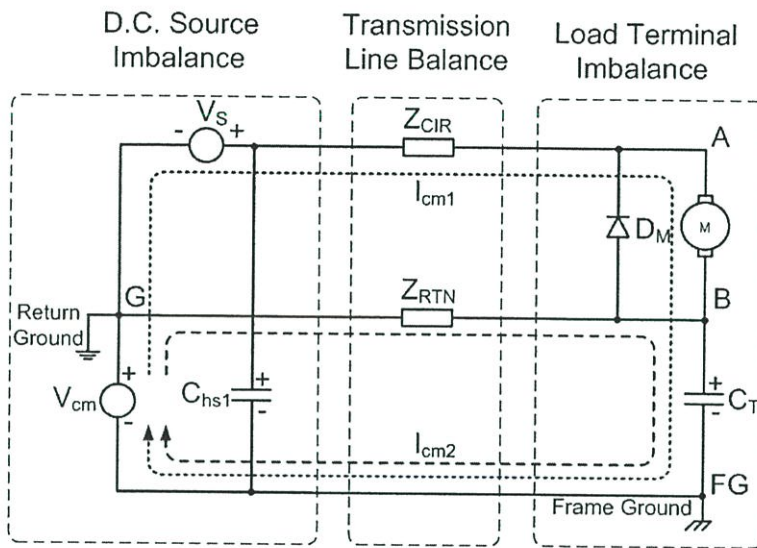 D.C. Source
Imbalance
Transmission
Line Balance
Load Terminal
Imbalance
V_S
-
+
Z_CIR
A
I_cm1
D_M
M
G
Z_RTN
B
Return
Ground
+
V_cm
-
C_hs1
+
-
+
C_T
-
I_cm2
FG
Frame Ground